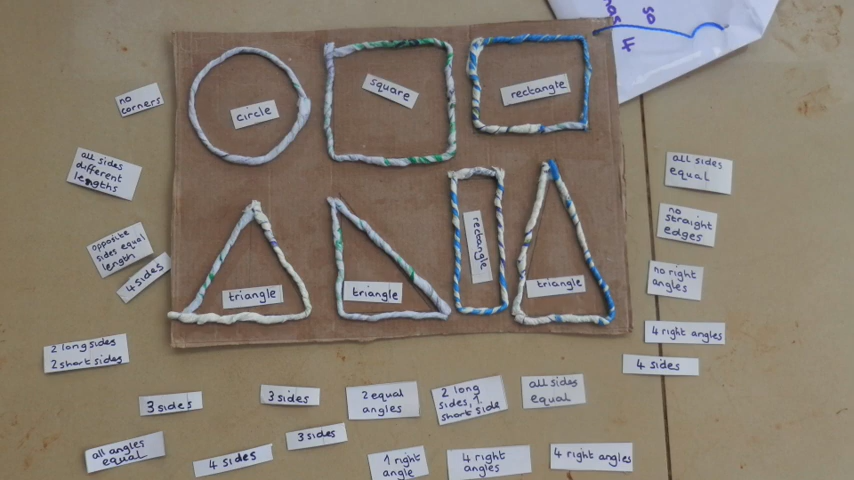 so
has 4
circle
square
rectangle
no
corners
all sides
different
lengths
opposite
sides equal
length
4 sides
triangle
triangle
rectangle
triangle
all sides
equal
no
straight
edges
no right
angles
4 right angles
4 sides
2 long sides
2 short sides
3 sides
3 sides
2 equal
angles
2 long
sides, 1
short side
all sides
equal
all angles
equal
4 sides
3 sides
1 right
angle
4 right
angles
4 right angles